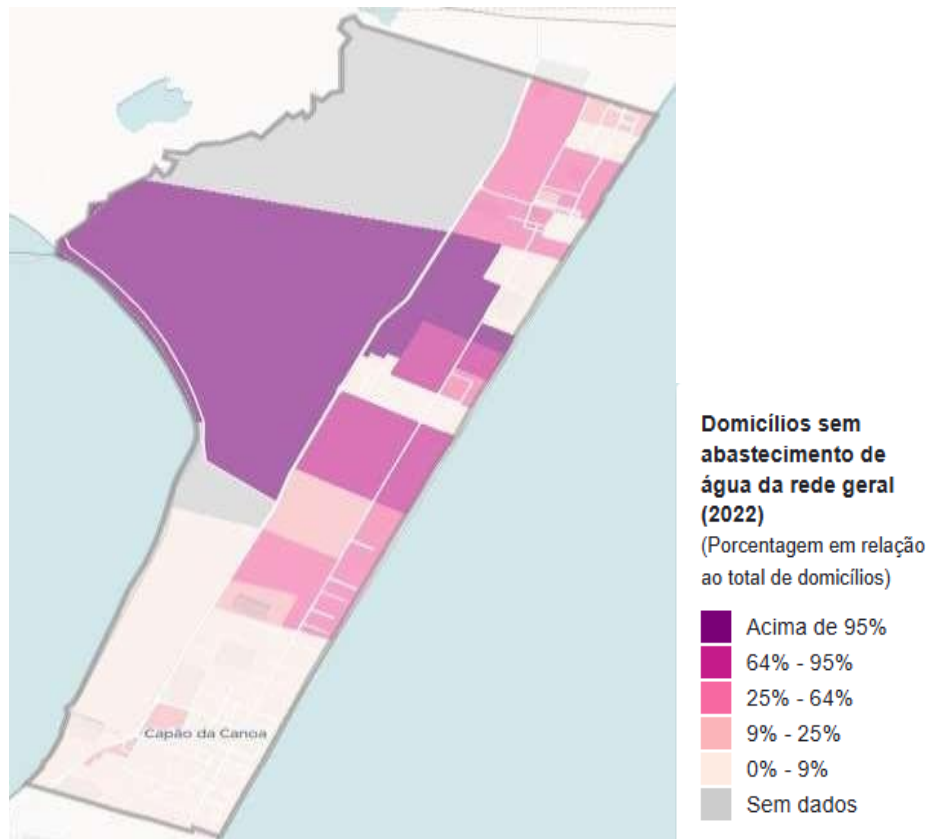 Capão da Canoa
Domicílios sem
abastecimento de
água da rede geral
(2022)
(Porcentagem em relação
ao total de domicílios)
Acima de 95%
64% - 95%
25% - 64%
9% - 25%
0% - 9%
Sem dados